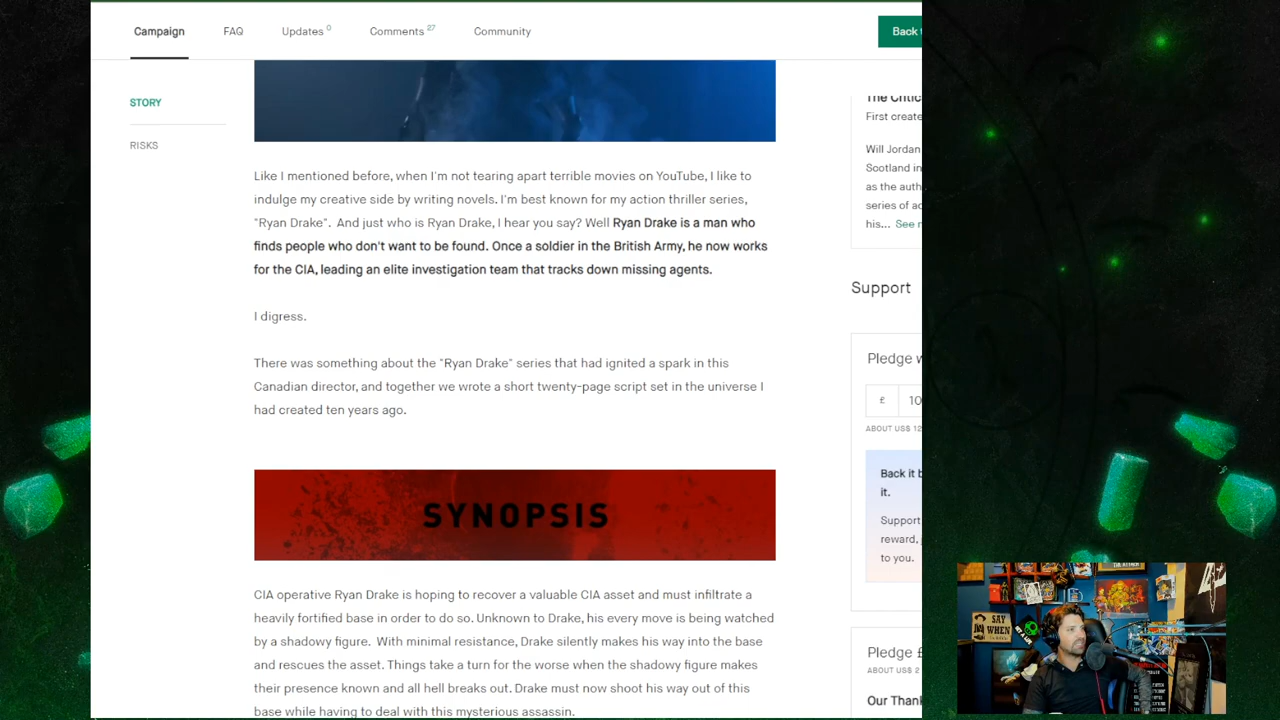 Campaign
FAQ
Updates 0
Comments 27
Community
Back
STORY
RISKS
Like I mentioned before, when I'm not tearing apart terrible movies on YouTube, I like to
indulge my creative side by writing novels. I'm best known for my action thriller series,
"Ryan Drake". And just who is Ryan Drake, I hear you say? Well Ryan Drake is a man who
finds people who don't want to be found. Once a soldier in the British Army, he now works
for the CIA, leading an elite investigation team that tracks down missing agents.
I digress.
There was something about the "Ryan Drake" series that had ignited a spark in this
Canadian director, and together we wrote a short twenty-page script set in the universe I
had created ten years ago.
SYNOPSIS
CIA operative Ryan Drake is hoping to recover a valuable CIA asset and must infiltrate a
heavily fortified base in order to do so. Unknown to Drake, his every move is being watched
by a shadowy figure. With minimal resistance, Drake silently makes his way into the base
and rescues the asset. Things take a turn for the worse when the shadowy figure makes
their presence known and all hell breaks out. Drake must now shoot his way out of this
base while having to deal with this mysterious assassin.
The Critic
First create
Will Jordan
Scotland in
as the auth
series of ac
his... See
Support
Pledge
£ 10
ABOUT US$ 12
Back it b
it.
Support
reward,
to you.
Pledge £
ABOUT US$ 2
Our Thank
SAY
WHEN